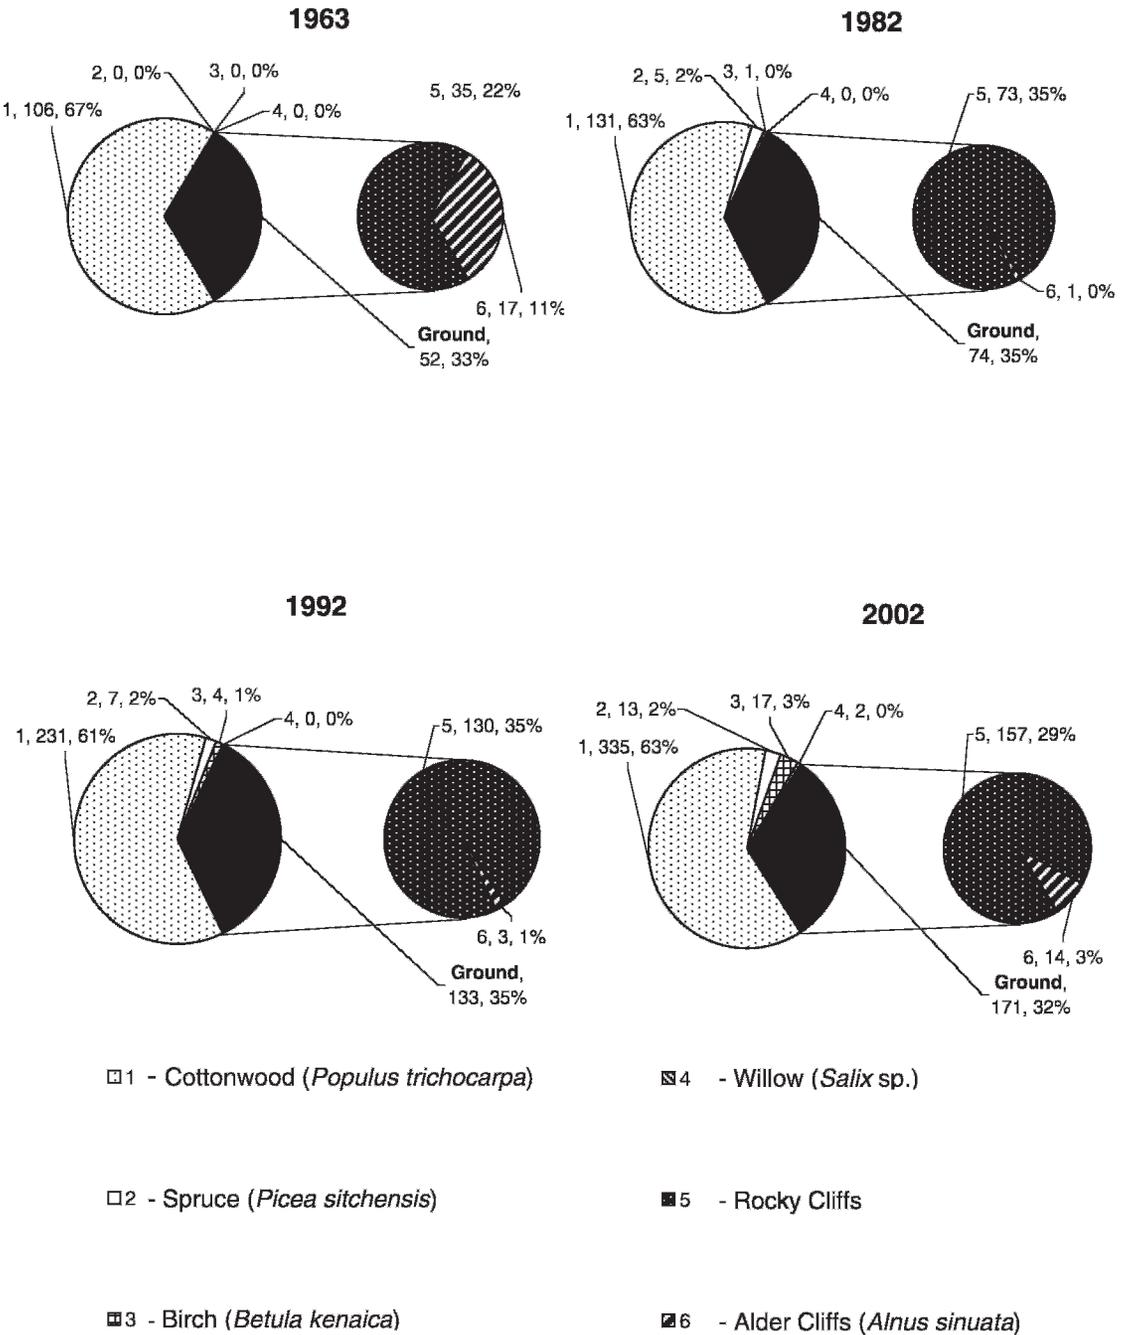 1963
2, 0, 0%
3, 0, 0%
1, 106, 67%
4, 0, 0%
5, 35, 22%
6, 17, 11%
Ground,
52, 33%
1982
2, 5, 2%
3, 1, 0%
1, 131, 63%
4, 0, 0%
5, 73, 35%
6, 1, 0%
Ground,
74, 35%
1992
2, 7, 2%
3, 4, 1%
1, 231, 61%
4, 0, 0%
5, 130, 35%
6, 3, 1%
Ground,
133, 35%
2002
2, 13, 2%
3, 17, 3%
1, 335, 63%
4, 2, 0%
5, 157, 29%
6, 14, 3%
Ground,
171, 32%
1 - Cottonwood (Populus trichocarpa)
4 - Willow (Salix sp.)
2 - Spruce (Picea sitchensis)
5 - Rocky Cliffs
3 - Birch (Betula kenaica)
6 - Alder Cliffs (Alnus sinuata)